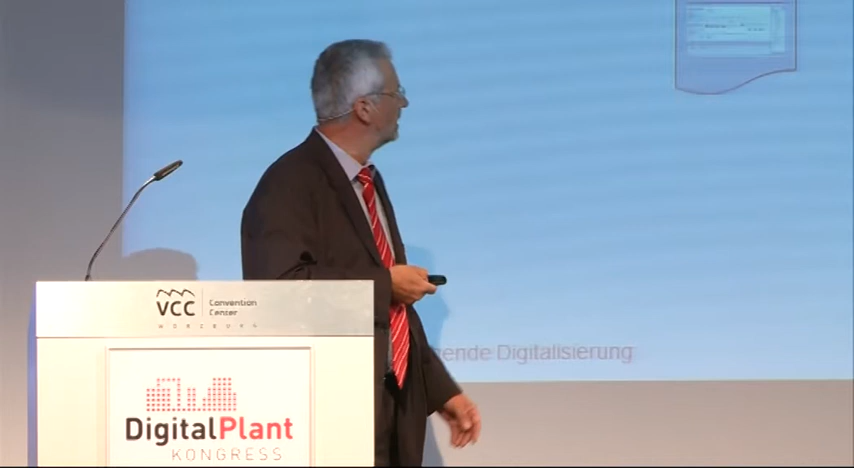 ende Digitalisierung
VCC
Convention
Center
WÜRZBURG
DigitalPlant
KONGRESS